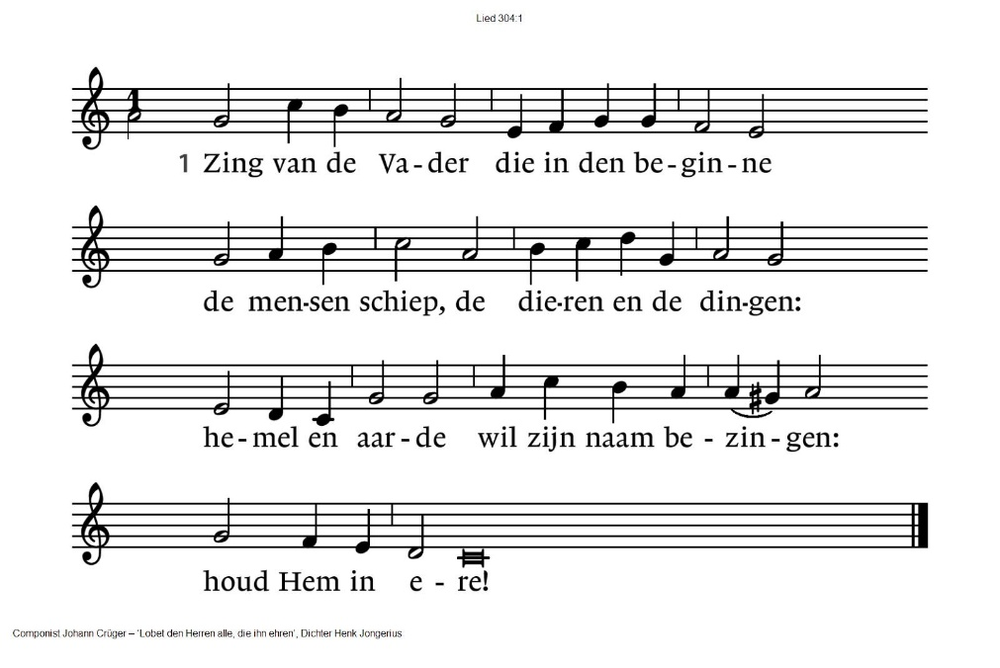 Lied 304:1
1
1 Zing van de Va-der die in den be-gin-ne
de men-sen schiep, de die-ren en de din-gen:
he-mel en aar-de wil zijn naam be-zin-gen:
houd Hem in e-re!
Componist Johann Crüger – 'Lobet den Herren alle, die ihn ehren', Dichter Henk Jongerius